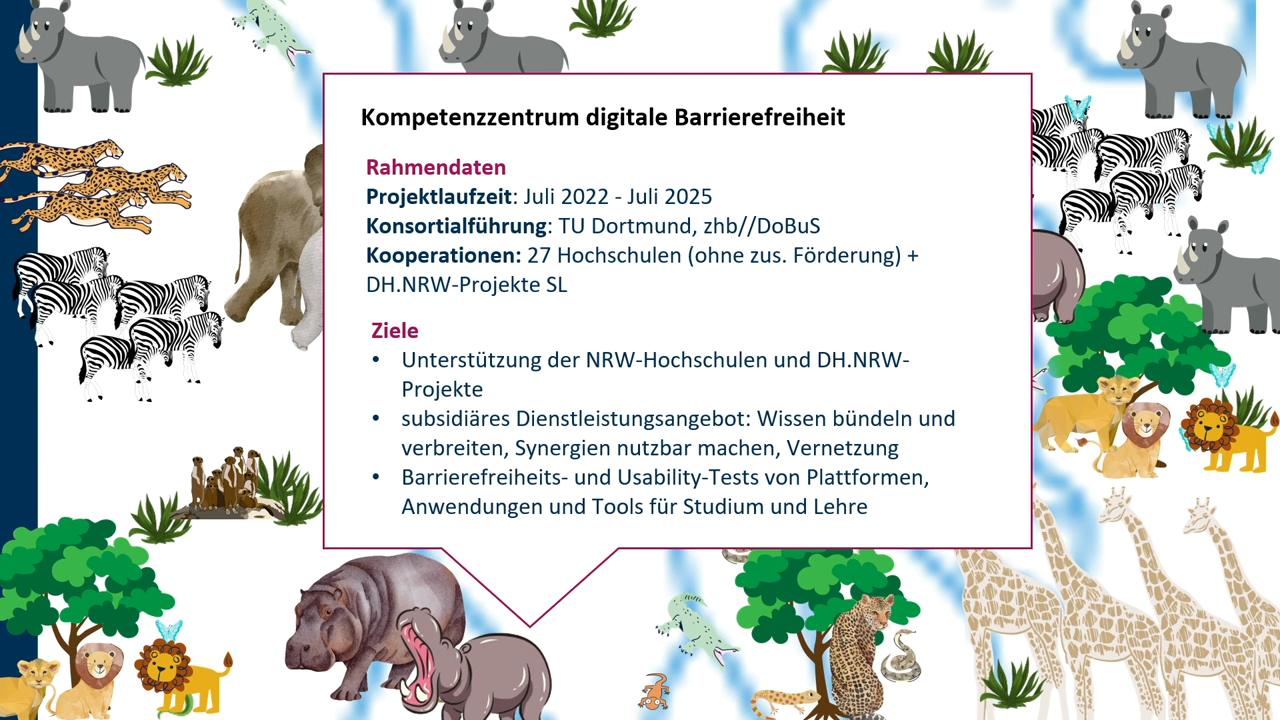 Kompetenzzentrum digitale Barrierefreiheit
Rahmendaten
Projektlaufzeit: Juli 2022 - Juli 2025
Konsortialführung: TU Dortmund, zhb//DoBuS
Kooperationen: 27 Hochschulen (ohne zus. Förderung) +
DH.NRW-Projekte SL
Ziele
• Unterstützung der NRW-Hochschulen und DH.NRW-
Projekte
• subsidiäres Dienstleistungsangebot: Wissen bündeln und
verbreiten, Synergien nutzbar machen, Vernetzung
• Barrierefreiheits- und Usability-Tests von Plattformen,
Anwendungen und Tools für Studium und Lehre